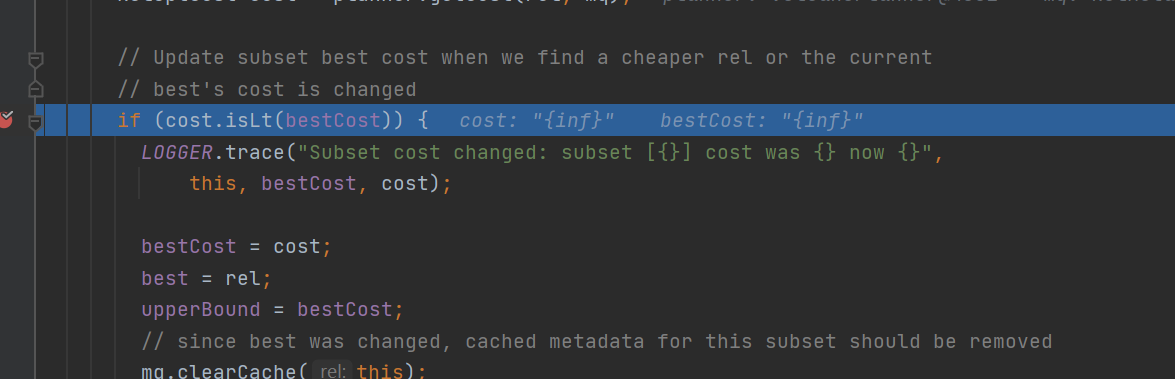 // Update subset best cost when we find a cheaper rel or the current
// best's cost is changed
if (cost.isLt(bestCost)) {   cost: "{inf}"    bestCost: "{inf}"
LOGGER.trace("Subset cost changed: subset [{}] cost was {} now {}",
this, bestCost, cost);
bestCost = cost;
best = rel;
upperBound = bestCost;
// since best was changed, cached metadata for this subset should be removed
mq.clearCache( rel: this);